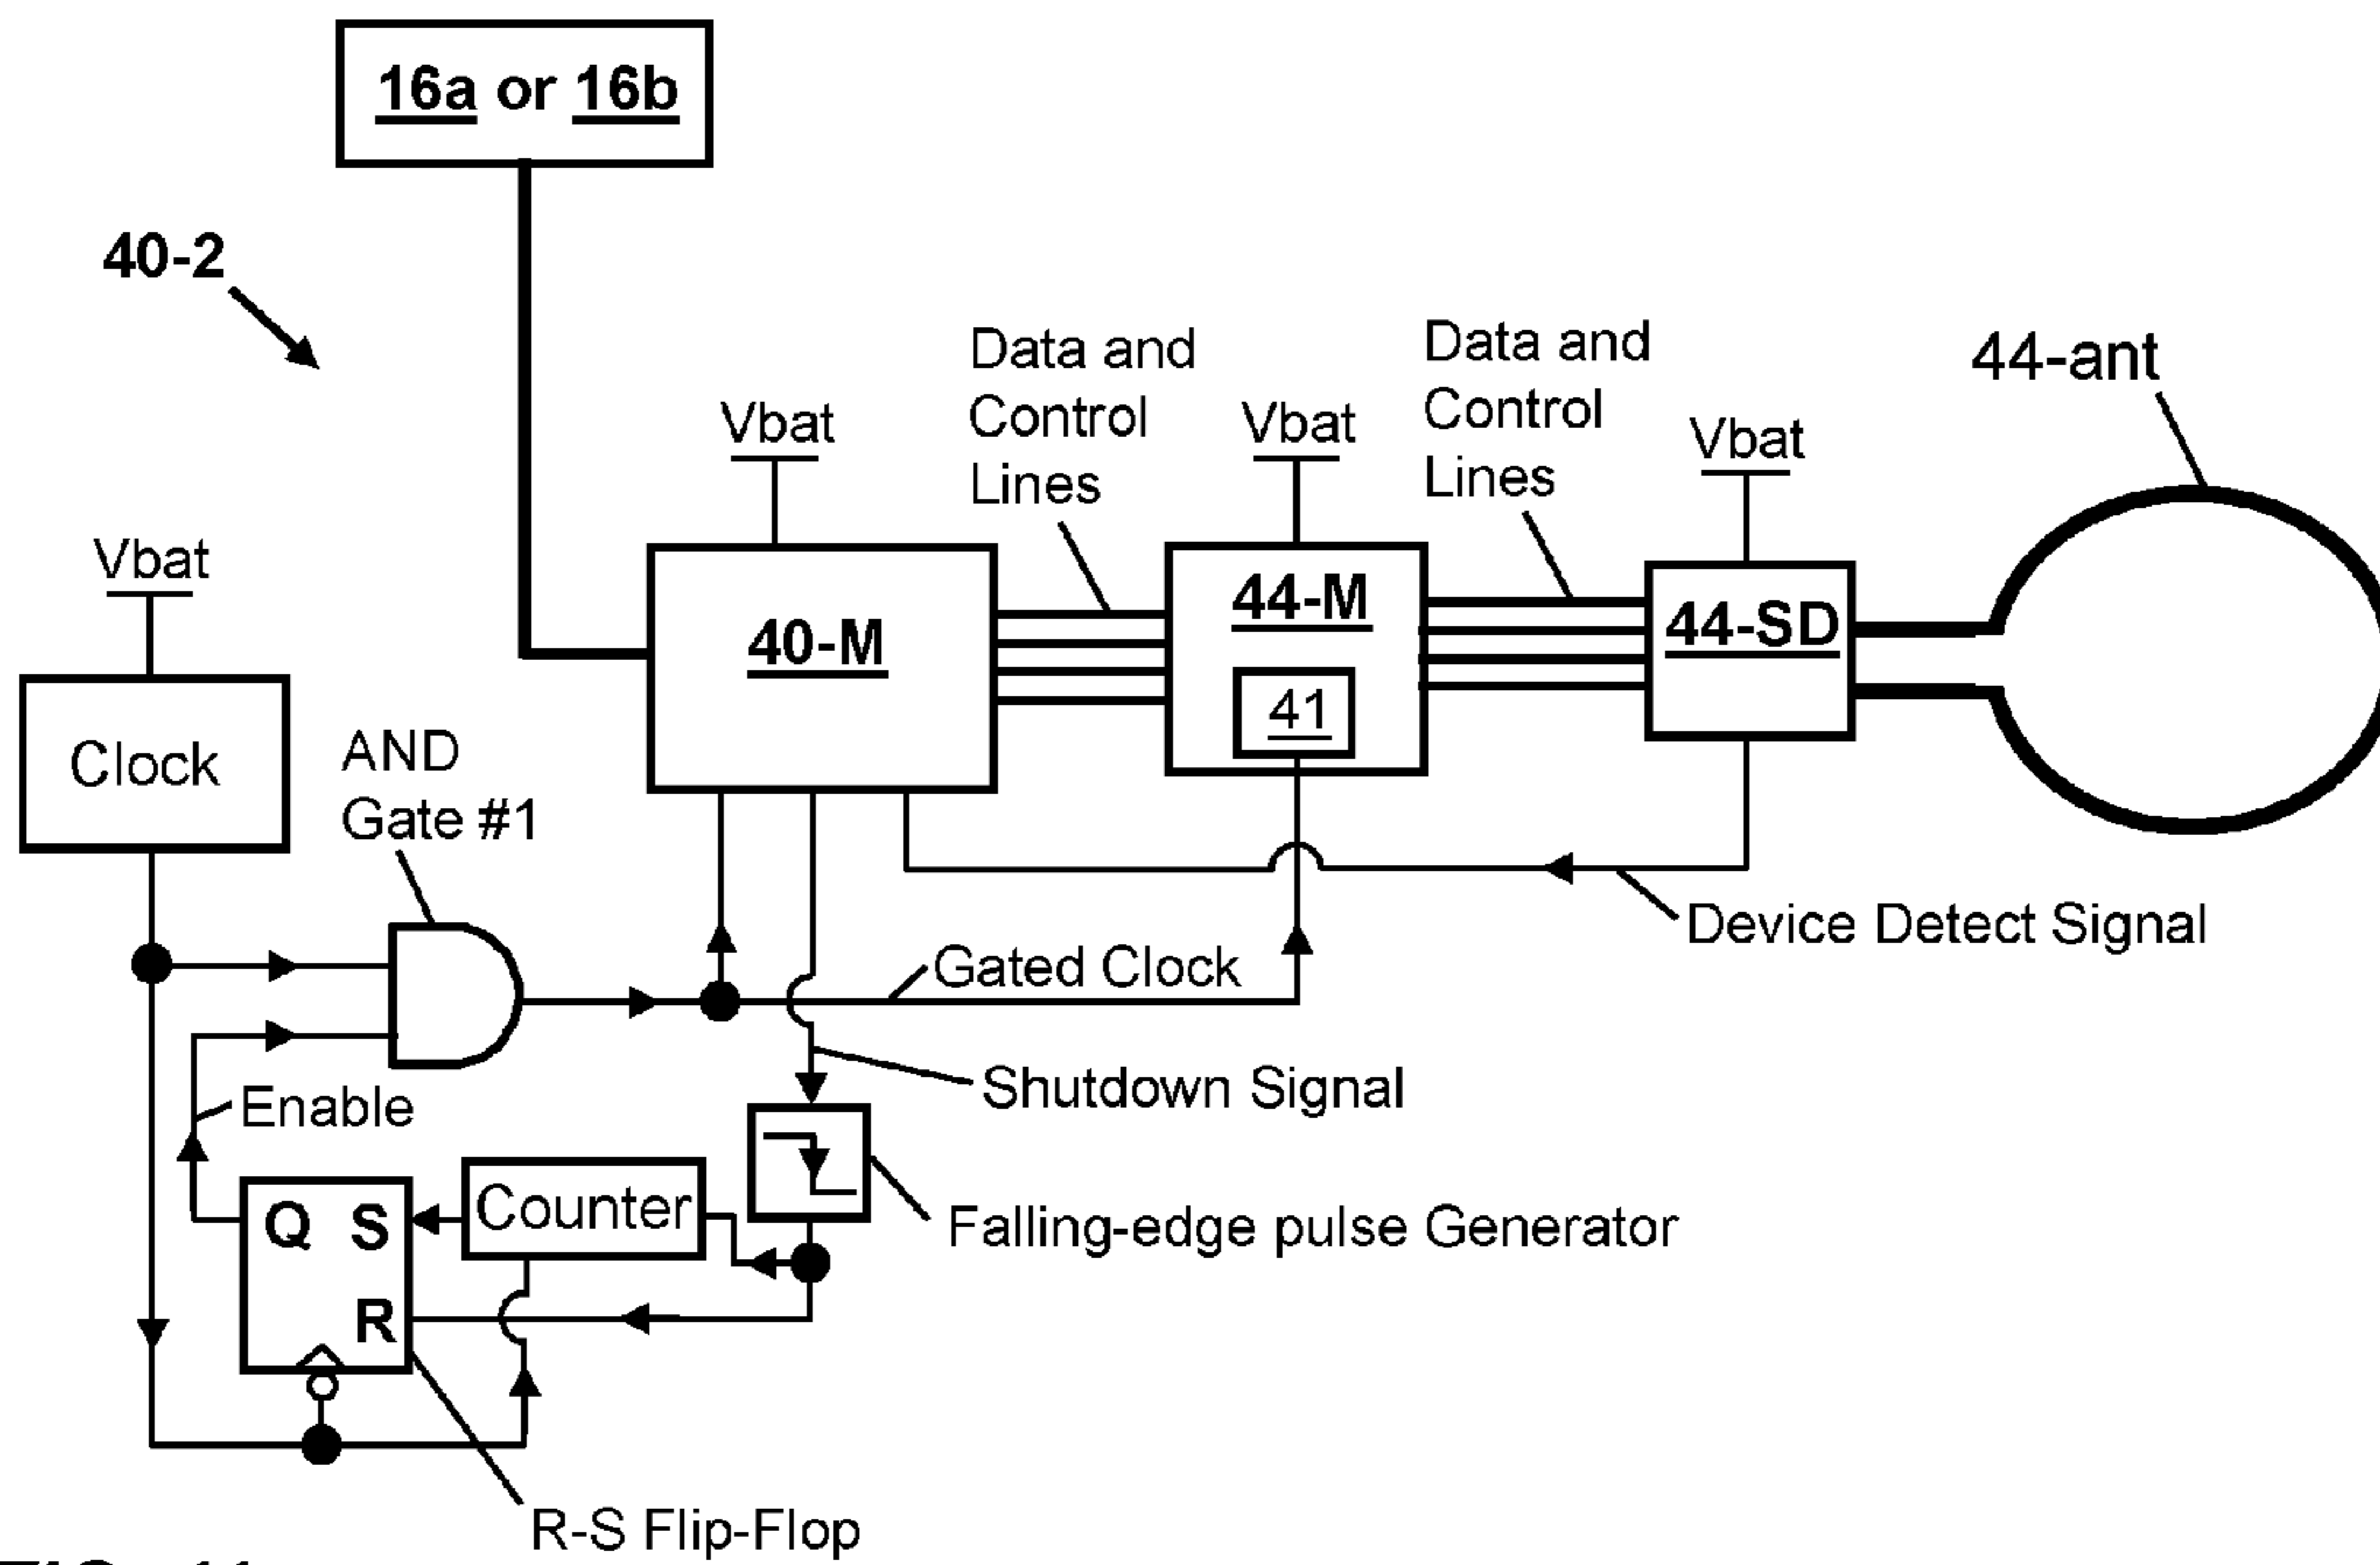 16a or 16b
40-2
Data and
Control
Lines
Data and
Control
Lines
44-ant
Vbat
Vbat
Vbat
Vbat
40-M
44-M
41
44-SD
Clock
AND
Gate #1
Device Detect Signal
Gated Clock
Shutdown Signal
Enable
Q S
R
Counter
Falling-edge pulse Generator
R-S Flip-Flop